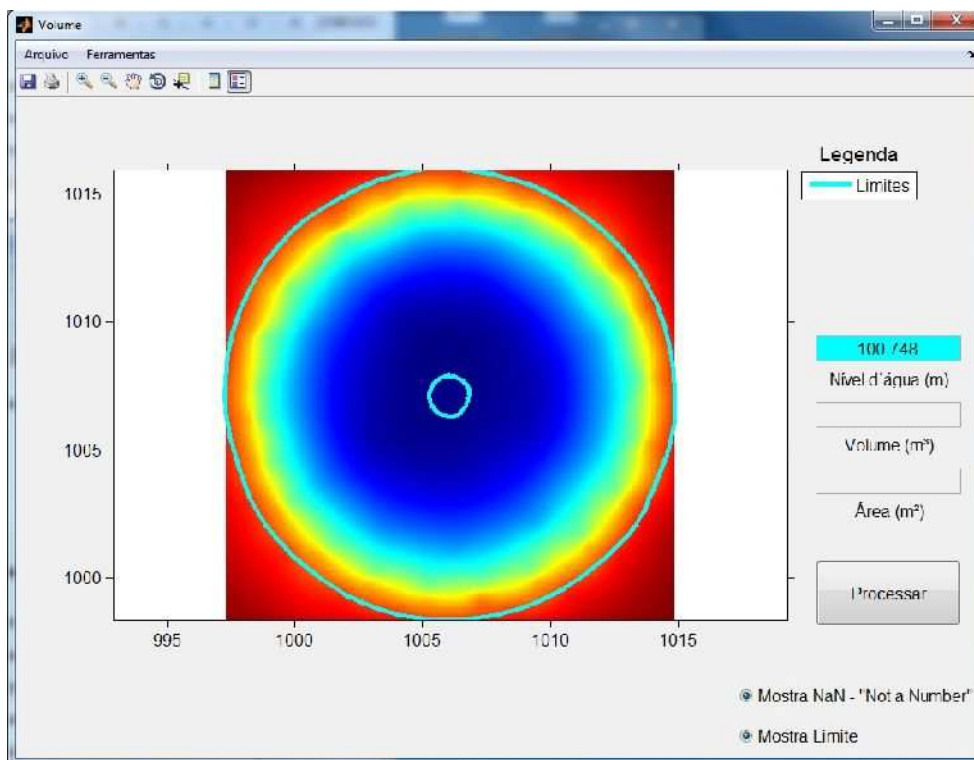 Volume
Arquivo Ferramentas
Legenda
Limites
1015
1010
1005
1000
995 1000 1005 1010 1015
Nível d´água (m)
Volume (m³)
Área (m²)
Processar
Mostra NaN - "Not a Number"
Mostra Limite